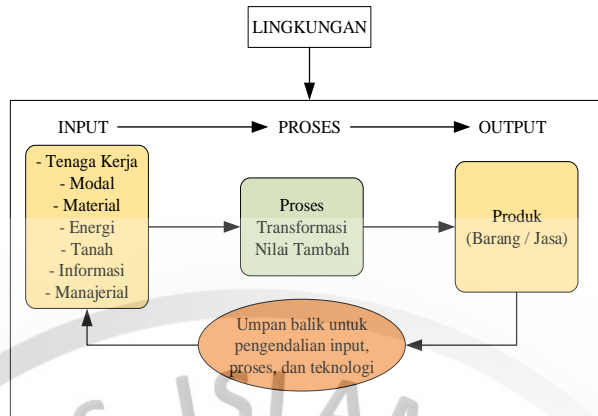 LINGKUNGAN
INPUT
PROSES
OUTPUT
- Tenaga Kerja
- Modal
- Material
- Energi
- Tanah
- Informasi
- Manajerial
Proses
Transformasi
Nilai Tambah
Produk
(Barang / Jasa)
Umpan balik untuk
pengendalian input,
proses, dan teknologi